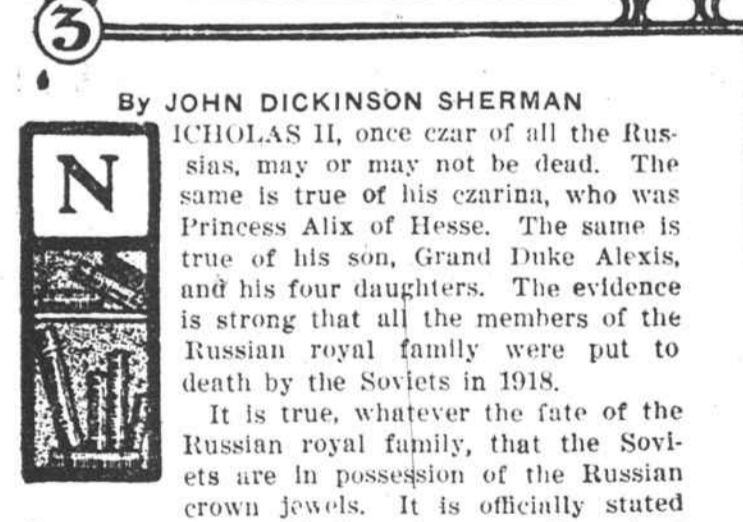 3
By JOHN DICKINSON SHERMAN
NICHOLAS II, once czar of all the Rus-
sias, may or may not be dead. The
same is true of his czarina, who was
Princess Alix of Hesse. The same is
true of his son, Grand Duke Alexis,
and his four daughters. The evidence
is strong that all the members of the
Russian royal family were put to
death by the Soviets in 1918.
It is true, whatever the fate of the
Russian royal family, that the Sovi-
ets are in possession of the Russian
crown jewels. It is officially stated